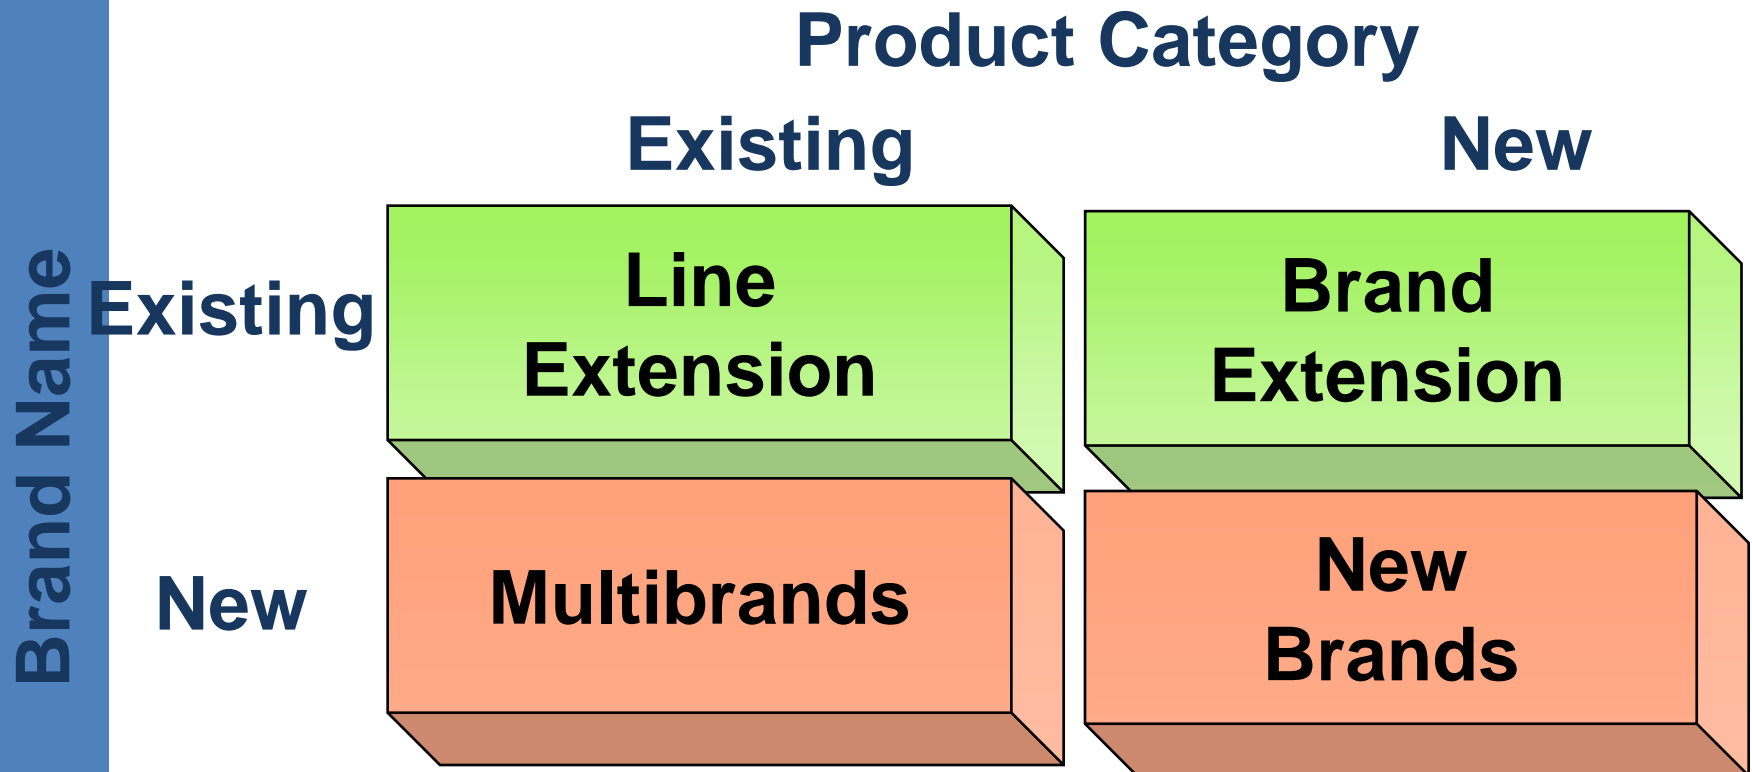 Product Category
Existing New
Brand Name
Existing
Line
Extension
Brand
Extension
New
Multibrands
New
Brands